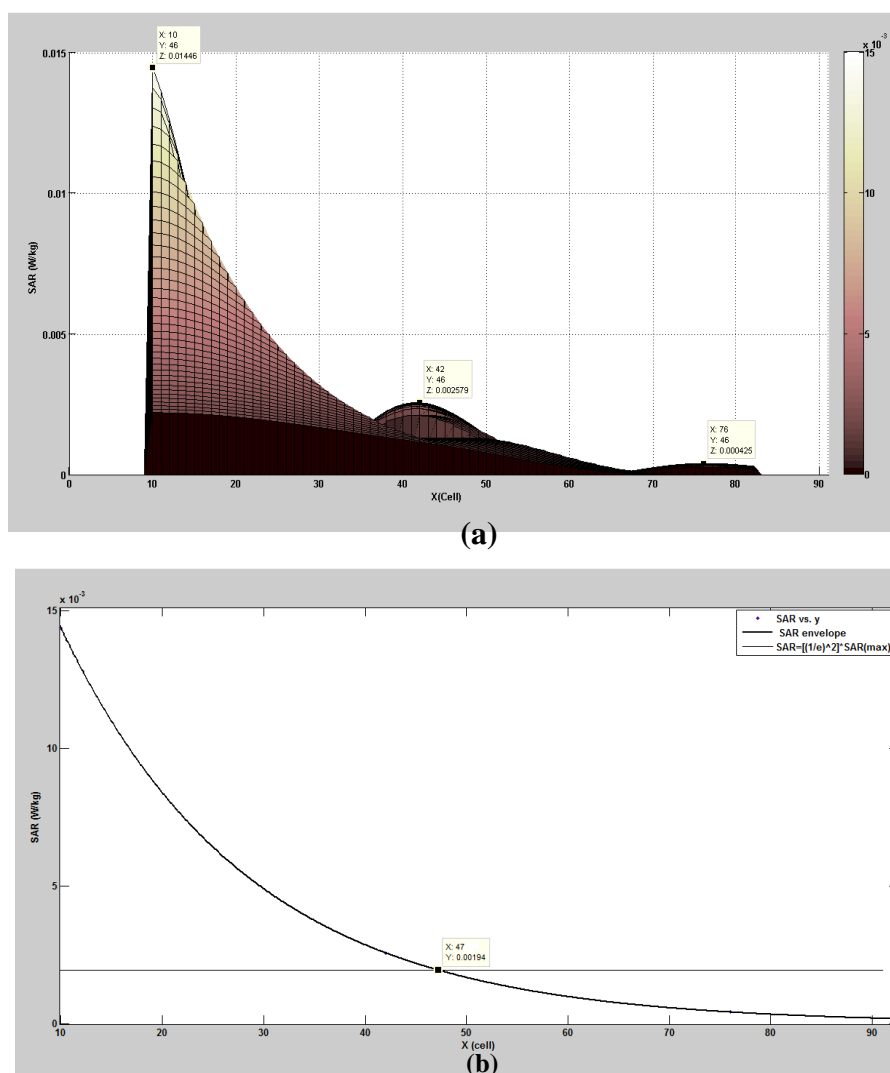 X: 10
Y: 46
Z: 0.01446
x 10⁻³
0.015
0.01
0.005
0
SAR (W/kg)
15
10
5
0
X: 42
Y: 46
Z: 0.002579
X: 76
Y: 46
Z: 0.000425
0 10 20 30 40 50 60 70 80 90
X(Cell)
(a)
x 10⁻³
15
10
5
0
SAR (W/kg)
SAR vs. y
SAR envelope
SAR=[(1/e)^2]*SAR(max)
X: 47
Y: 0.00194
10 20 30 40 50 60 70 80 90
X (cell)
(b)